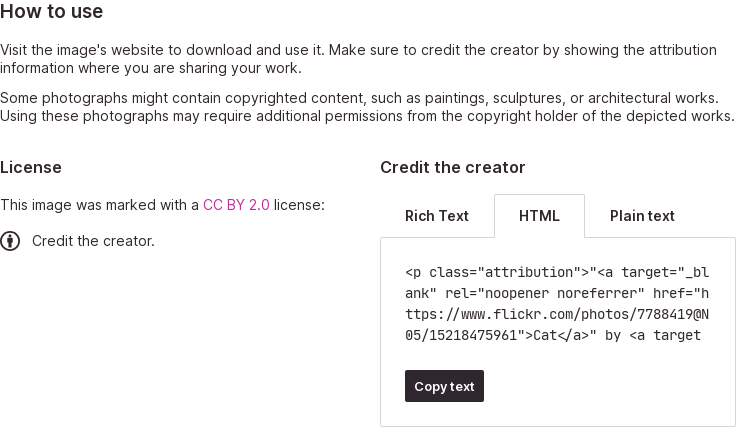 How to use
Visit the image's website to download and use it. Make sure to credit the creator by showing the attribution
information where you are sharing your work.
Some photographs might contain copyrighted content, such as paintings, sculptures, or architectural works.
Using these photographs may require additional permissions from the copyright holder of the depicted works.
License
This image was marked with a CC BY 2.0 license:
Credit the creator.
Credit the creator
Rich Text
HTML
Plain text
<p class="attribution">"<a target="_bl
ank" rel="noopener noreferrer" href="h
ttps://www.flickr.com/photos/7788419@N
05/15218475961">Cat</a>" by <a target
Copy text